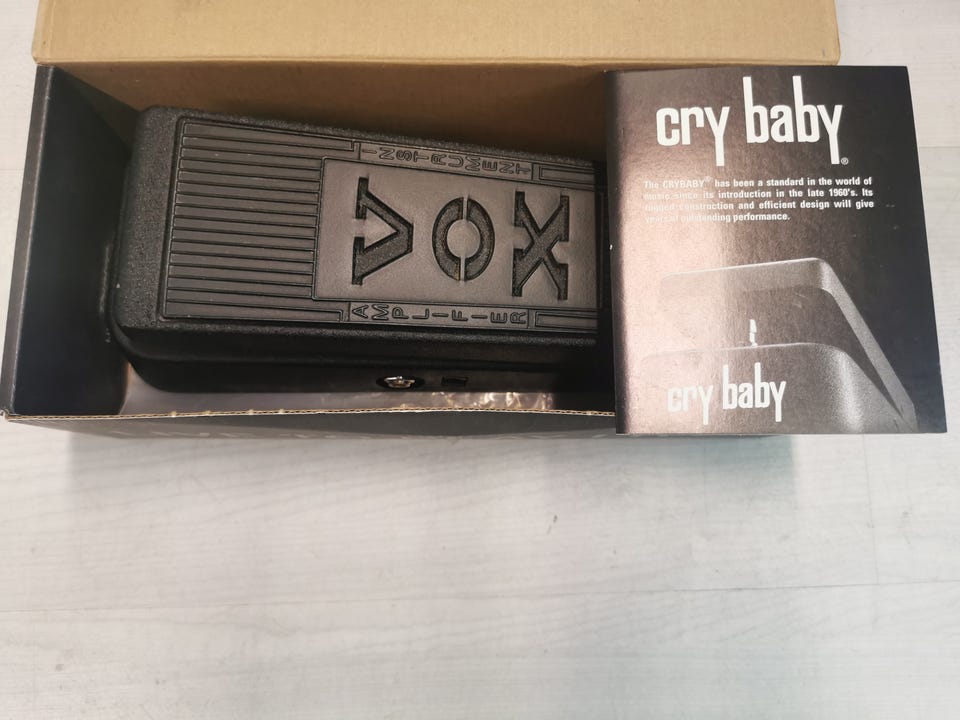 INSTRUMENT
VOX
AMPLIFIER
cry baby®
The CRYBABY® has been a standard in the world of
music since its introduction in the late 1960's. Its
rugged construction and efficient design will give
years of outstanding performance.
cry baby